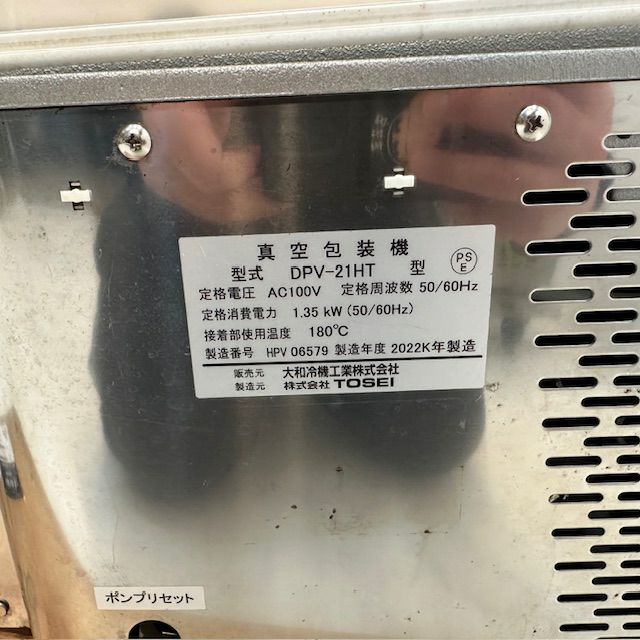 真空包装機
型式 DPV-21HT 型 PSE
定格電圧 AC100V 定格周波数 50/60Hz
定格消費電力 1.35 kW (50/60Hz)
接着部使用温度 180℃
製造番号 HPV 06579 製造年度 2022K年製造
販売元 大和冷機工業株式会社
製造元 株式会社 TOSEI
ポンプリセット